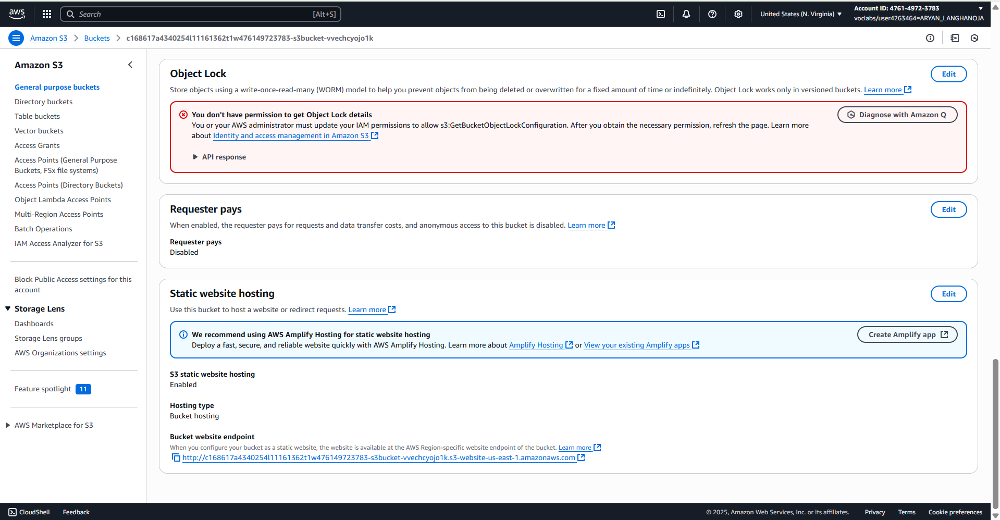 aws
Search [Alt+S]
United States (N. Virginia)
Account ID: 4761-4972-3783
voclabs/user4263464=ARYAN_LANGHANOJA
Amazon S3 > Buckets > c168617a4340254l11161362t1w476149723783-s3bucket-vvechcyojo1k
Amazon S3
General purpose buckets
Directory buckets
Table buckets
Vector buckets
Access Grants
Access Points (General Purpose
Buckets, FSx file systems)
Access Points (Directory Buckets)
Object Lambda Access Points
Multi-Region Access Points
Batch Operations
IAM Access Analyzer for S3
Block Public Access settings for this
account
Storage Lens
Dashboards
Storage Lens groups
AWS Organizations settings
Feature spotlight 11
AWS Marketplace for S3
Object Lock
Edit
Store objects using a write-once-read-many (WORM) model to help you prevent objects from being deleted or overwritten for a fixed amount of time or indefinitely. Object Lock works only in versioned buckets. Learn more
You don't have permission to get Object Lock details
Diagnose with Amazon Q
You or your AWS administrator must update your IAM permissions to allow s3:GetBucketObjectLockConfiguration. After you obtain the necessary permission, refresh the page. Learn more
about Identity and access management in Amazon S3
API response
Requester pays
Edit
When enabled, the requester pays for requests and data transfer costs, and anonymous access to this bucket is disabled. Learn more
Requester pays
Disabled
Static website hosting
Edit
Use this bucket to host a website or redirect requests. Learn more
We recommend using AWS Amplify Hosting for static website hosting
Create Amplify app
Deploy a fast, secure, and reliable website quickly with AWS Amplify Hosting. Learn more about Amplify Hosting or View your existing Amplify apps
S3 static website hosting
Enabled
Hosting type
Bucket hosting
Bucket website endpoint
When you configure your bucket as a static website, the website is available at the AWS Region-specific website endpoint of the bucket. Learn more
http://c168617a4340254l11161362t1w476149723783-s3bucket-vvechcyojo1k.s3-website-us-east-1.amazonaws.com
CloudShell Feedback
© 2025, Amazon Web Services, Inc. or its affiliates. Privacy Terms Cookie preferences